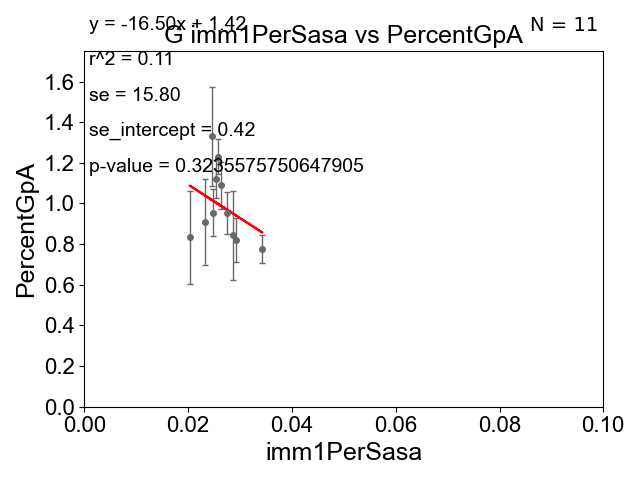 y = -16.50x + 1.42
N = 11
G imm1PerSasa vs PercentGpA
r^2 = 0.11
se = 15.80
se_intercept = 0.42
p-value = 0.3235575750647905
PercentGpA
1.6
1.4
1.2
1.0
0.8
0.6
0.4
0.2
0.0
0.00 0.02 0.04 0.06 0.08 0.10
imm1PerSasa